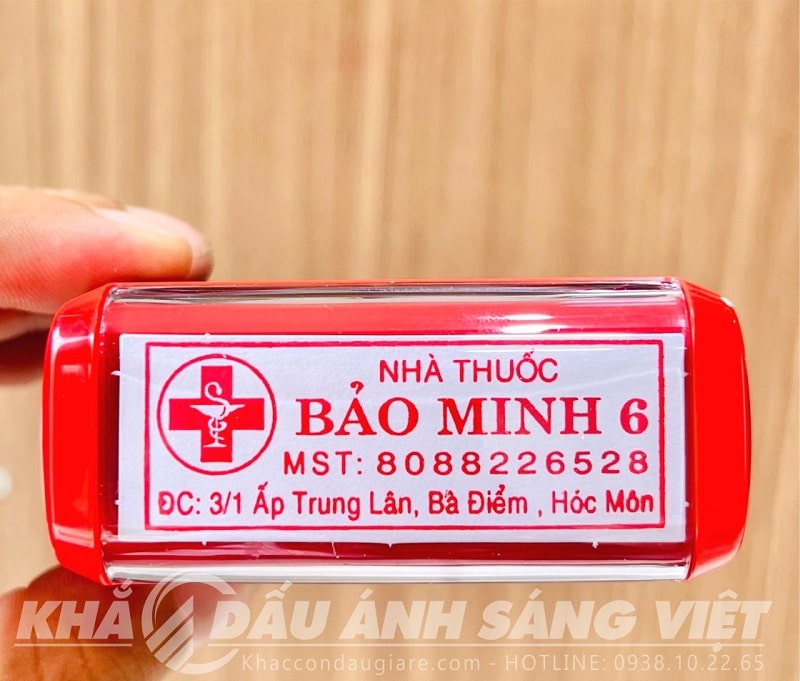 NHÀ THUỐC
BẢO MINH 6
MST: 8088226528
ĐC: 3/1 Ấp Trung Lân, Bà Điểm , Hóc Môn
KHẮC DẤU ÁNH SÁNG VIỆT
Khaccondaugiare.com - HOTLINE: 0938.10.22.65